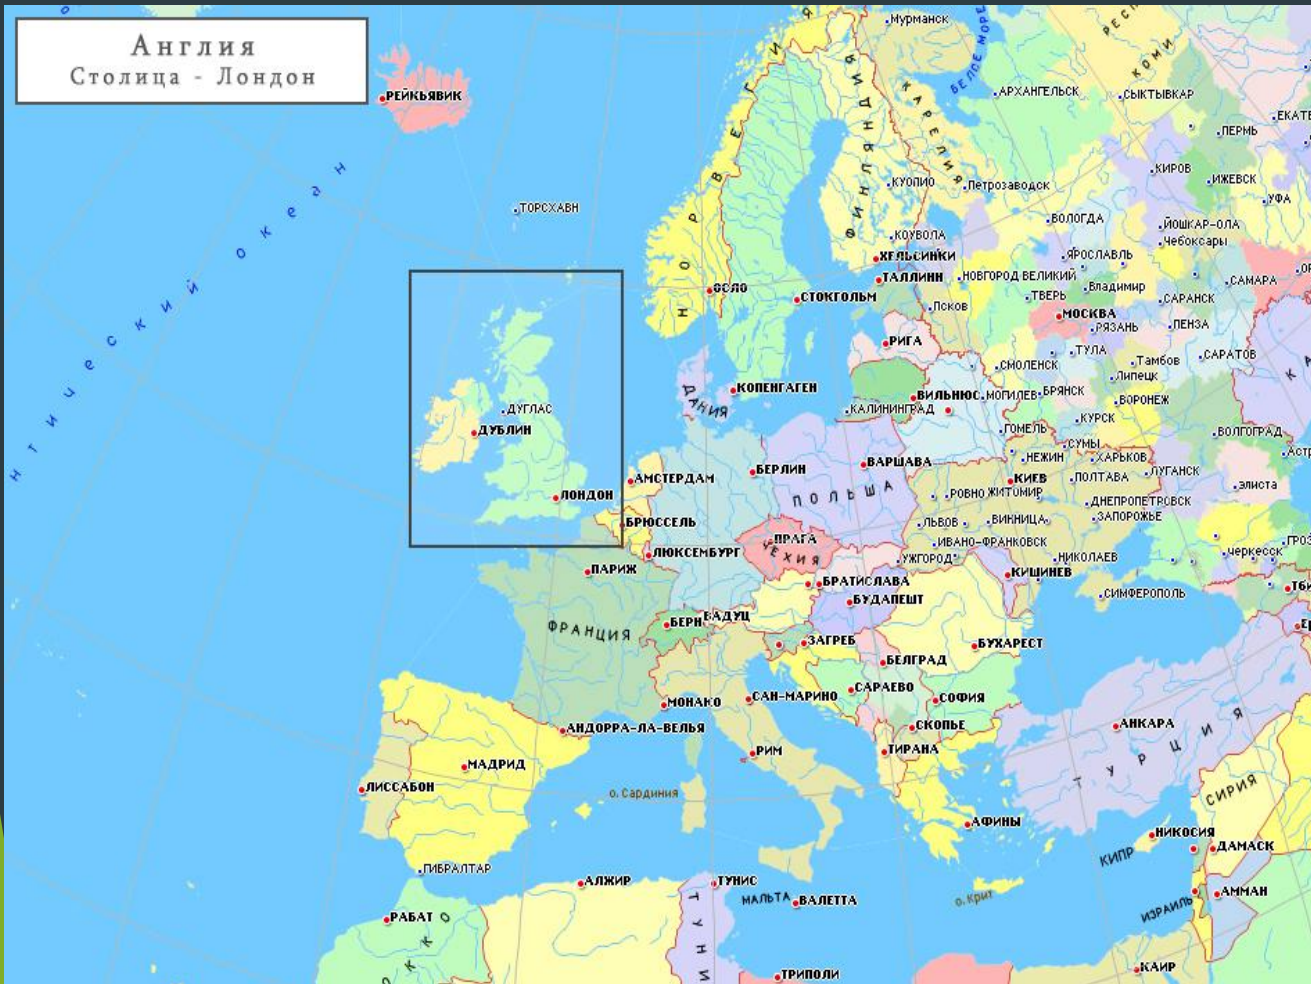 Англия
Столица - Лондон
Мурманск
БЕЛОЕ МОРЕ
КОМИ
РЕЙКЬЯВИК
АРХАНГЕЛЬСК
СЫКТЫВКАР
КАРЕЛИЯ
ФИНЛЯНДИЯ
НОРВЕГИЯ
ПЕРМЬ
КИРОВ
ИЖЕВСК
УФА
КУОПИО
Петрозаводск
ТОРСХАВН
ВОЛОГДА
ЙОШКАР-ОЛА
Чебоксары
КОУВОЛА
ХЕЛЬСИНКИ
ЯРОСЛАВЛЬ
ТАЛЛИНН
НОВГОРОД ВЕЛИКИЙ
САМАРА
ОСЛО
СТОКГОЛЬМ
ТВЕРЬ
Владимир
САРАНСК
Псков
МОСКВА
РЯЗАНЬ
ПЕНЗА
РИГА
ТУЛА
Тамбов
САРАТОВ
СМОЛЕНСК
Липецк
ДАНИЯ
КОПЕНГАГЕН
ВИЛЬНЮС
МОГИЛЕВ
БРЯНСК
ВОРОНЕЖ
ДУГЛАС
КАЛИНИНГРАД
КУРСК
ДУБЛИН
ГОМЕЛЬ
ВОЛГОГРАД
СУМЫ
НЕЖИН
ХАРЬКОВ
БЕРЛИН
ВАРШАВА
ЛУГАНСК
АМСТЕРДАМ
КИЕВ
ПОЛТАВА
элиста
ЛОНДОН
ПОЛЬША
РОВНО
ЖИТОМИР
ДНЕПРОПЕТРОВСК
БРЮССЕЛЬ
ЛЬВОВ
ВИННИЦА
ЗАПОРОЖЬЕ
ПРАГА
ЧЕХИЯ
ИВАНО-ФРАНКОВСК
ЛЮКСЕМБУРГ
УЖГОРОД
НИКОЛАЕВ
черкесск
ПАРИЖ
БРАТИСЛАВА
КИШИНЕВ
БУДАПЕШТ
СИМФЕРОПОЛЬ
ФРАНЦИЯ
БЕРН
ВАДУЦ
ЗАГРЕБ
БУХАРЕСТ
БЕЛГРАД
САРАЕВО
СОФИЯ
МОНАКО
САН-МАРИНО
АНДОРРА-ЛА-ВЕЛЬЯ
СКОПЬЕ
АНКАРА
ТУРЦИЯ
РИМ
ТИРАНА
МАДРИД
ЛИССАБОН
о. Сардиния
СИРИЯ
АФИНЫ
НИКОСИЯ
КИПР
ДАМАСК
ГИБРАЛТАР
АЛЖИР
ТУНИС
МАЛЬТА
ВАЛЕТТА
о. Крит
ИЗРАИЛЬ
АММАН
РАБАТ
ТРИПОЛИ
КАИР